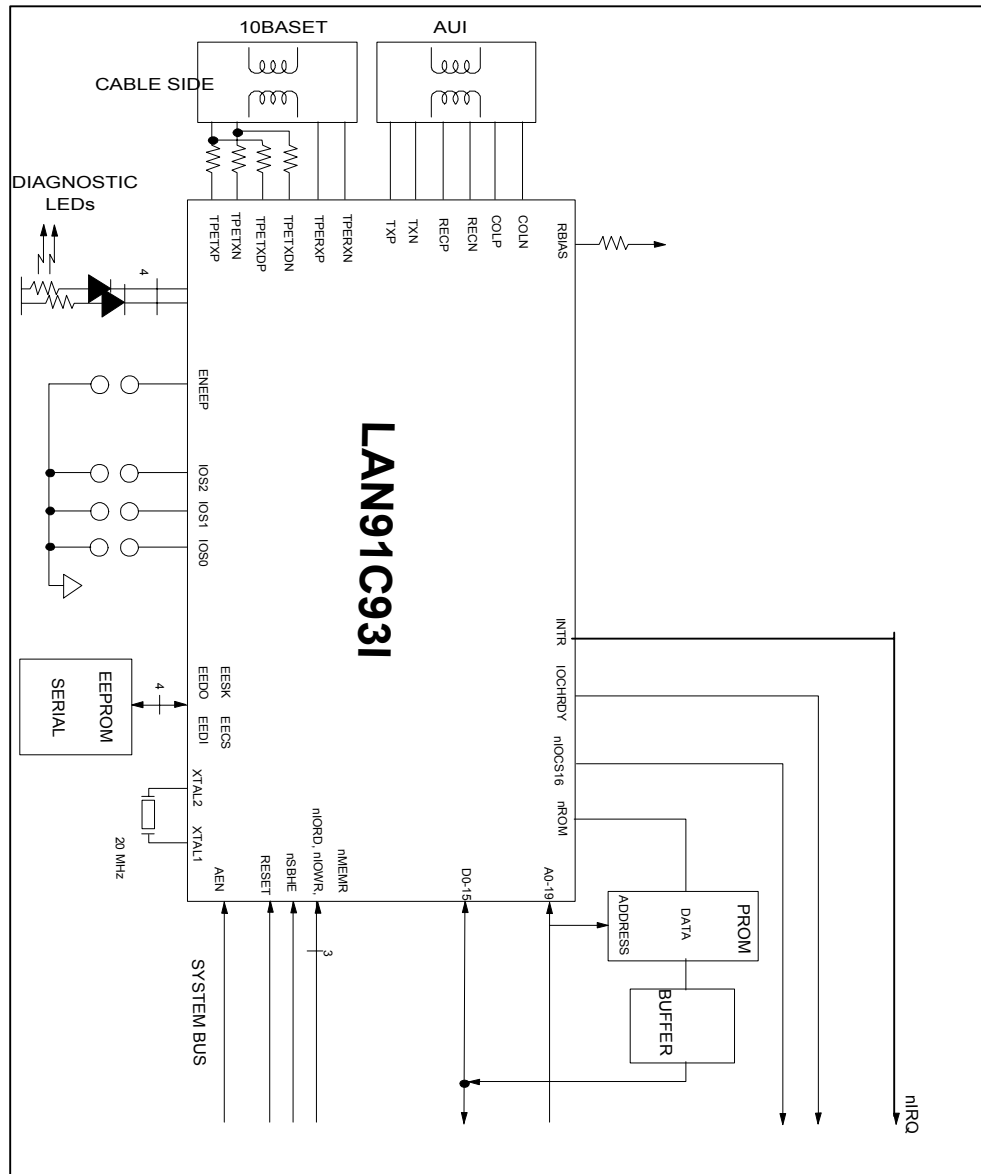 10BASET
AUI
CABLE SIDE
DIAGNOSTIC
LEDs
4
TPETXP
TPETXN
TPETXDP
TPETXDN
TPERXP
TPERXN
TXP
TXN
RECP
RECN
COLP
COLN
RBIAS
ENEEP
IOS2
IOS1
IOS0
LAN91C93I
INTR
IOCHRDY
nIOCS16
nROM
SERIAL
EEPROM
4
EEDO
EESK
EEDI
EECS
XTAL2
XTAL1
20 MHz
AEN
RESET
nSBHE
nIORD, nIOWR,
nMEMR
D0-15
A0-19
3
SYSTEM BUS
PROM
DATA
ADDRESS
BUFFER
nIRQ